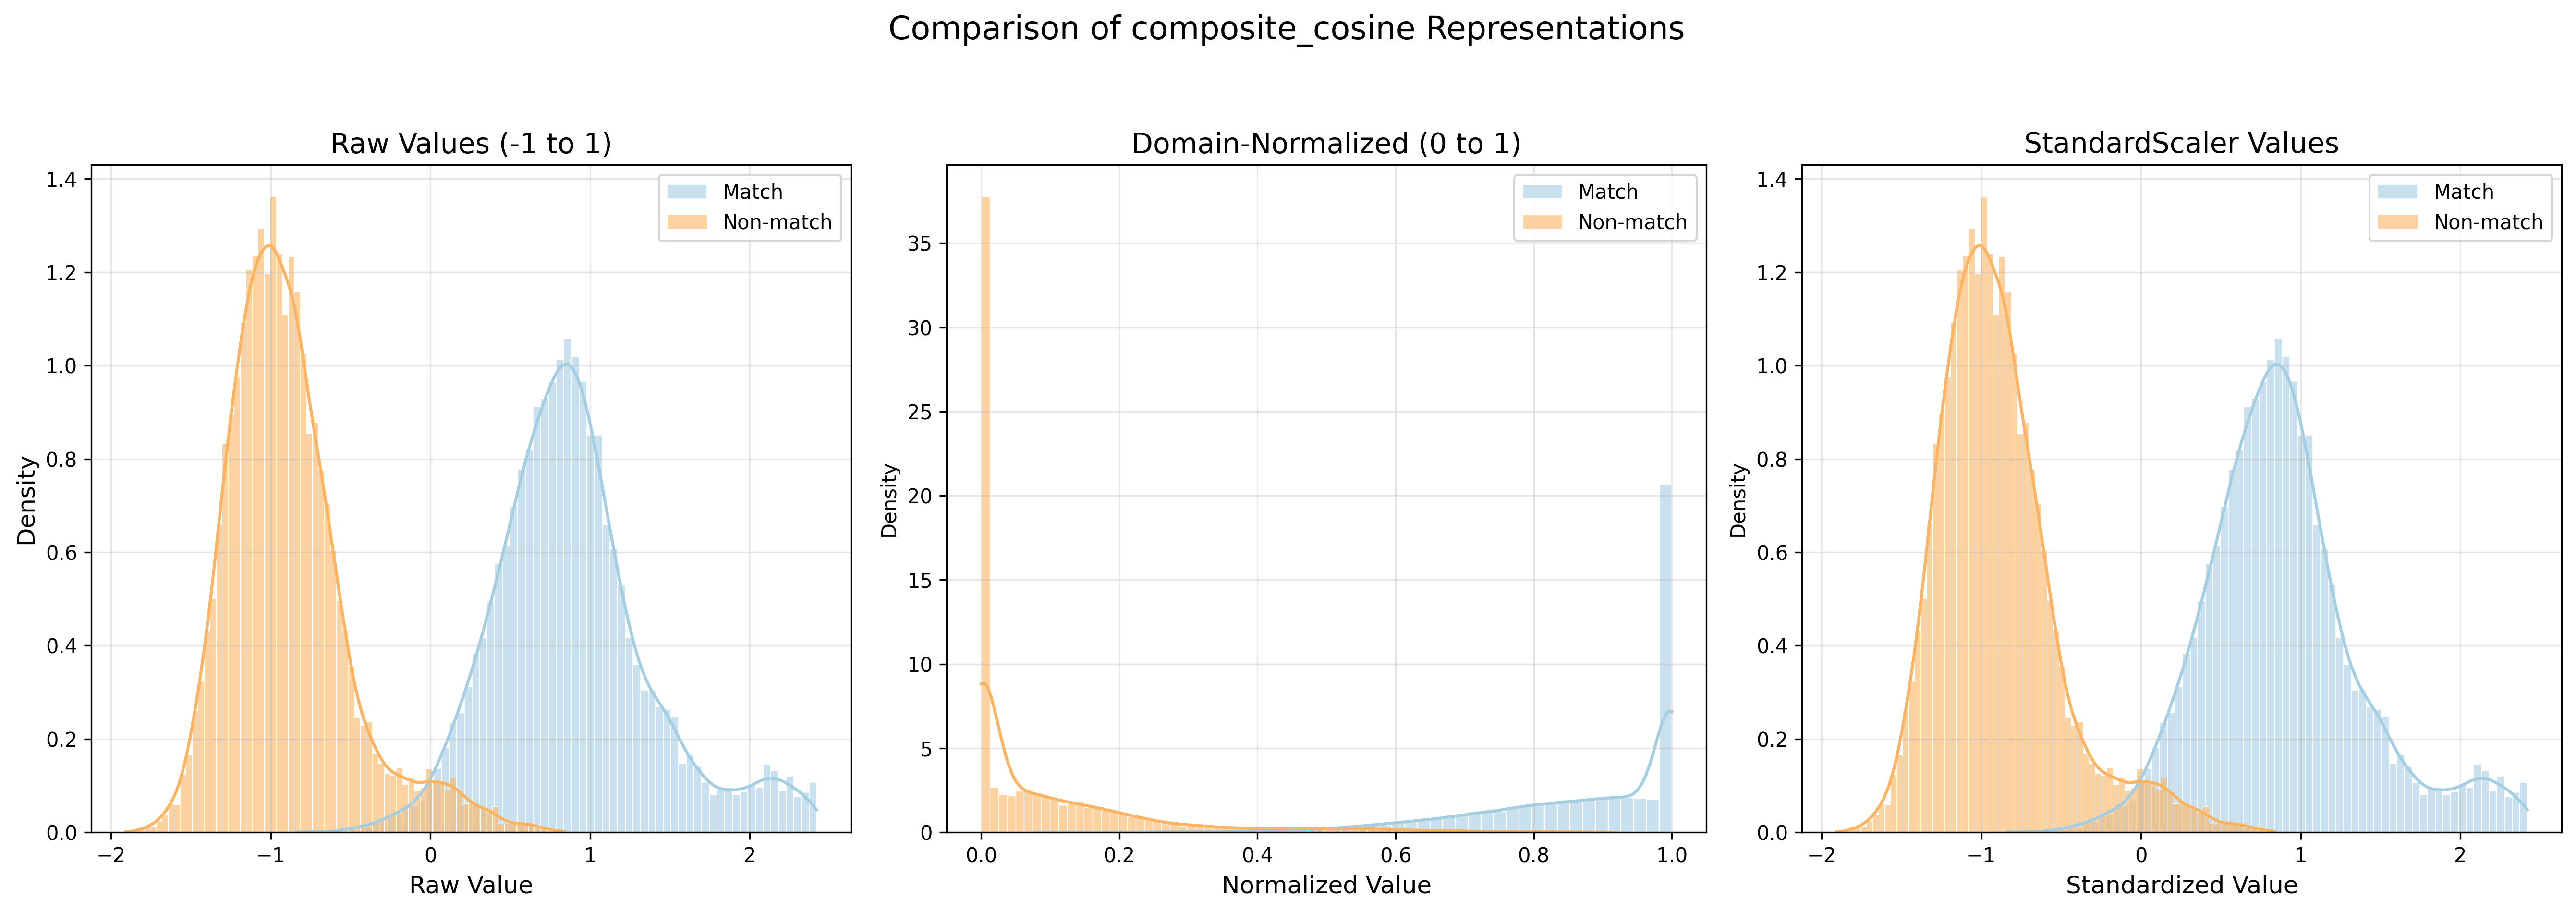 Comparison of composite_cosine Representations
Raw Values (-1 to 1)
Match
Non-match
Density
1.4
1.2
1.0
0.8
0.6
0.4
0.2
0.0
−2
−1
0
1
2
Raw Value
Domain-Normalized (0 to 1)
Match
Non-match
Density
35
30
25
20
15
10
5
0
0.0
0.2
0.4
0.6
0.8
1.0
Normalized Value
StandardScaler Values
Match
Non-match
Density
1.4
1.2
1.0
0.8
0.6
0.4
0.2
0.0
−2
−1
0
1
2
Standardized Value